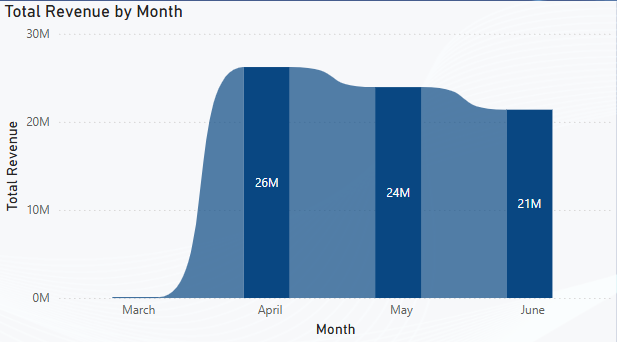 Total Revenue by Month
30M
20M
10M
0M
Total Revenue
26M
24M
21M
March April May June
Month